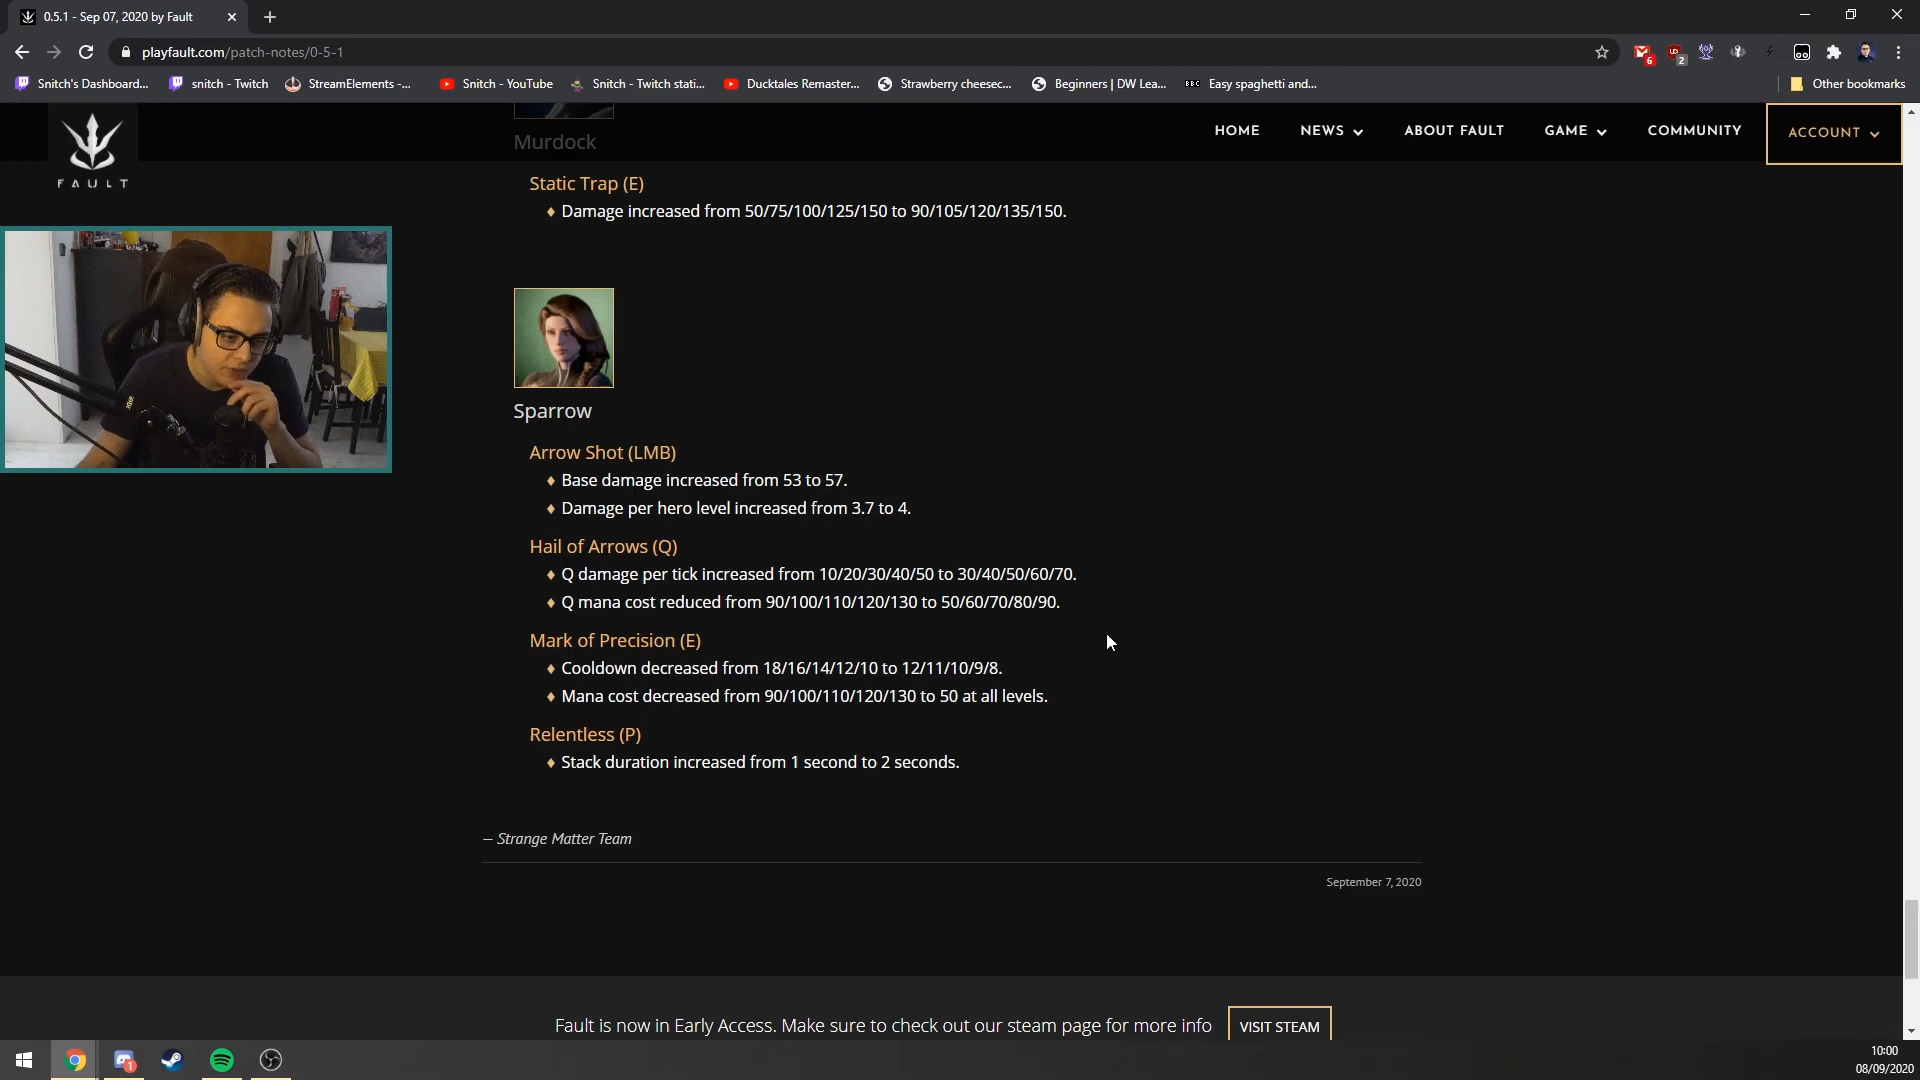 0.5.1 - Sep 07, 2020 by Fault
playfault.com/patch-notes/0-5-1
6
UD
2
Snitch's Dashboard...
snitch - Twitch
StreamElements -...
Snitch - YouTube
Snitch - Twitch stati...
Ducktales Remaster...
Strawberry cheesec...
Beginners | DW Lea...
BBC
Easy spaghetti and...
Other bookmarks
FAULT
HOME
NEWS
ABOUT FAULT
GAME
COMMUNITY
ACCOUNT
Murdock
Static Trap (E)
Damage increased from 50/75/100/125/150 to 90/105/120/135/150.
Sparrow
Arrow Shot (LMB)
Base damage increased from 53 to 57.
Damage per hero level increased from 3.7 to 4.
Hail of Arrows (Q)
Q damage per tick increased from 10/20/30/40/50 to 30/40/50/60/70.
Q mana cost reduced from 90/100/110/120/130 to 50/60/70/80/90.
Mark of Precision (E)
Cooldown decreased from 18/16/14/12/10 to 12/11/10/9/8.
Mana cost decreased from 90/100/110/120/130 to 50 at all levels.
Relentless (P)
Stack duration increased from 1 second to 2 seconds.
— Strange Matter Team
September 7, 2020
Fault is now in Early Access. Make sure to check out our steam page for more info
VISIT STEAM
1
10:00
08/09/2020